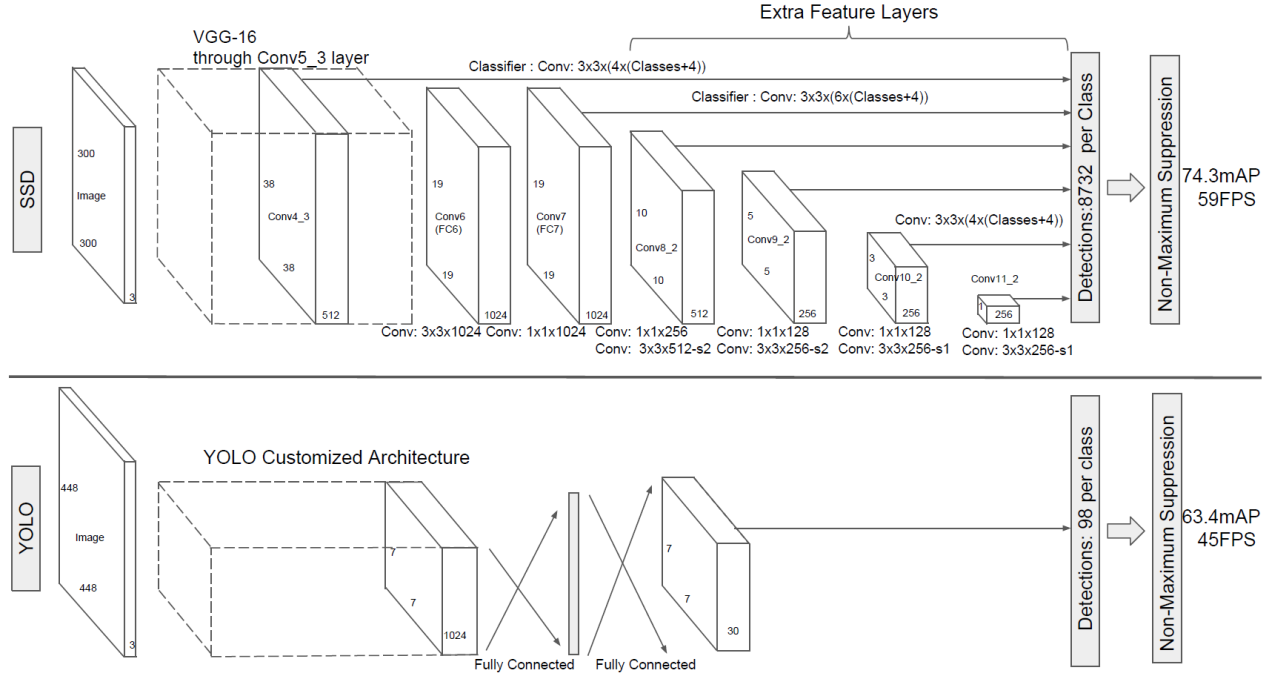 Extra Feature Layers
VGG-16
through Conv5_3 layer
Classifier : Conv: 3x3x(4x(Classes+4))
Classifier : Conv: 3x3x(6x(Classes+4))
SSD
300
Image
300
3
38
Conv4_3
38
512
19
Conv6
(FC6)
19
1024
19
Conv7
(FC7)
19
1024
10
Conv8_2
10
512
5
Conv9_2
5
256
Conv: 3x3x(4x(Classes+4))
3
Conv10_2
3
256
Conv11_2
1
256
Conv: 3x3x1024
Conv: 1x1x1024
Conv: 1x1x256
Conv: 3x3x512-s2
Conv: 1x1x128
Conv: 3x3x256-s2
Conv: 1x1x128
Conv: 3x3x256-s1
Conv: 1x1x128
Conv: 3x3x256-s1
Detections:8732 per Class
Non-Maximum Suppression
74.3mAP
59FPS
YOLO
448
Image
448
3
YOLO Customized Architecture
7
7
1024
Fully Connected
Fully Connected
7
7
30
Detections: 98 per class
Non-Maximum Suppression
63.4mAP
45FPS